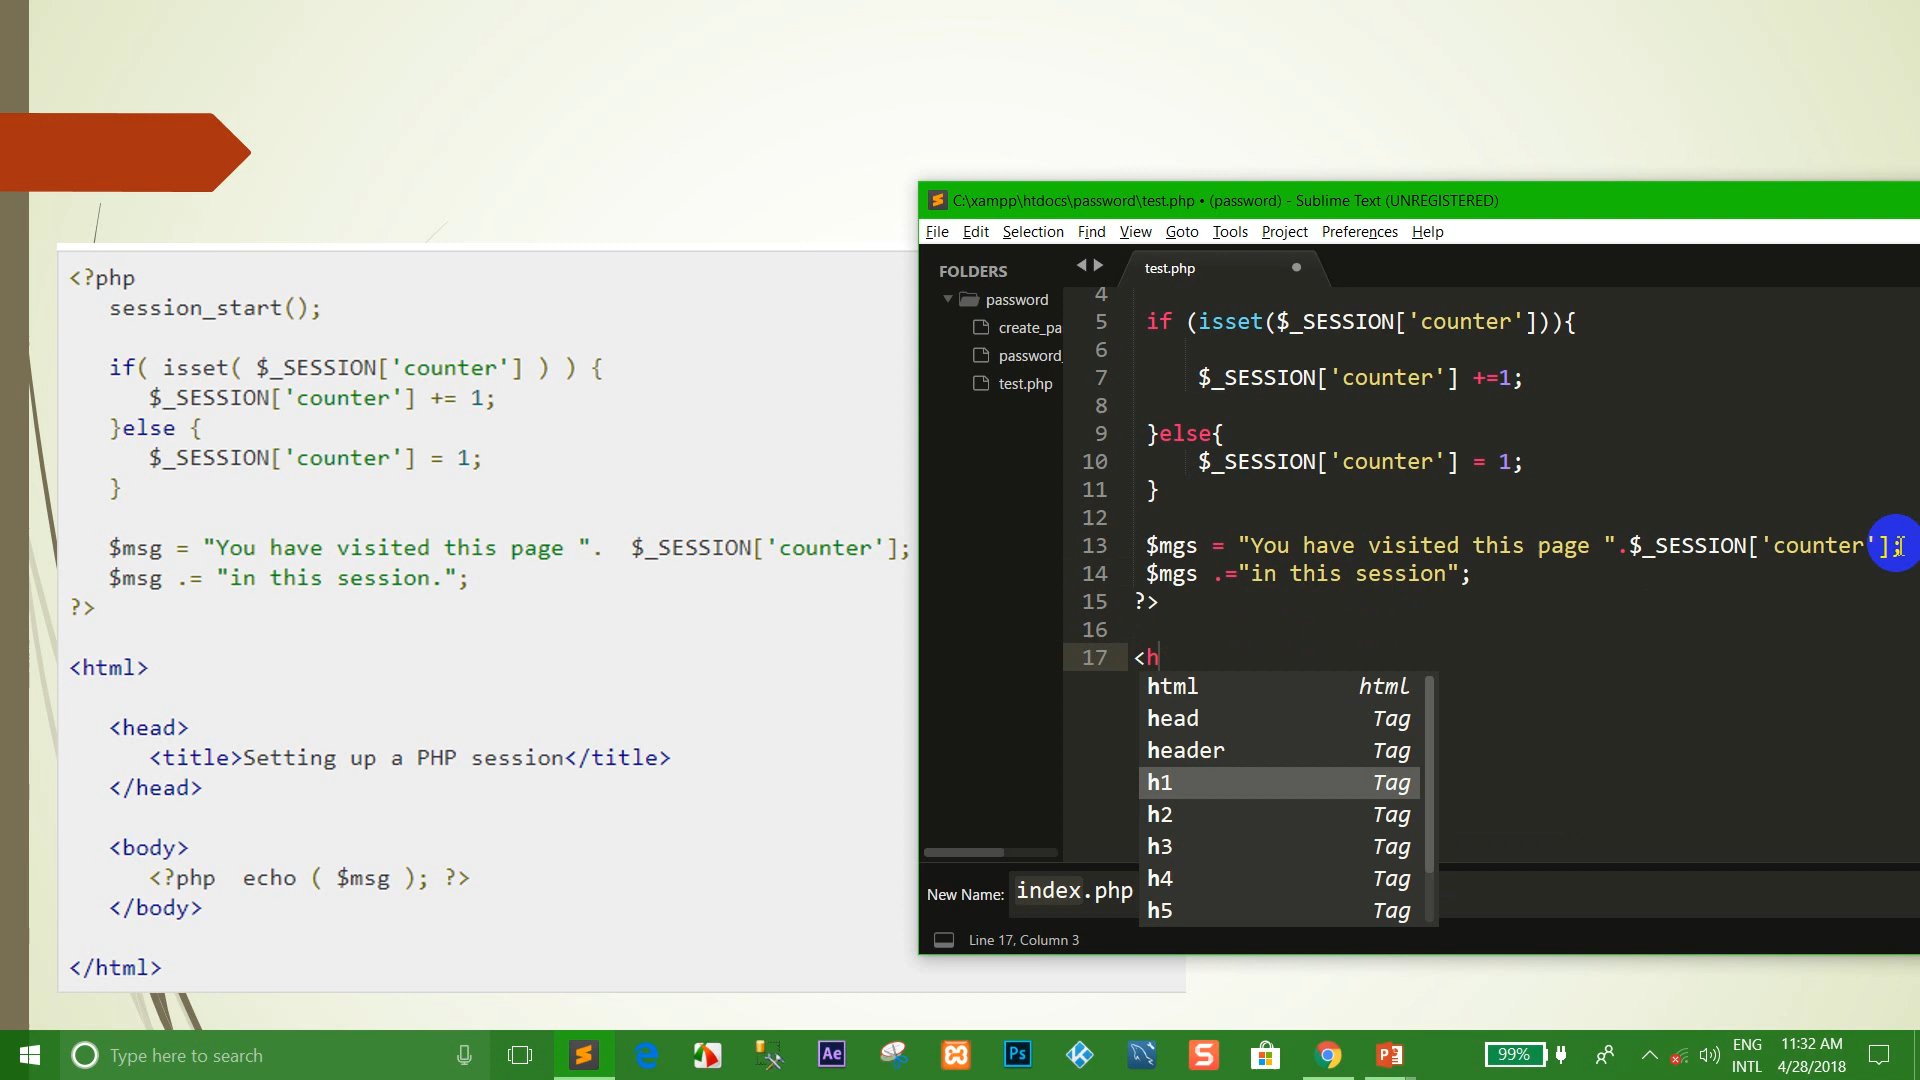 <?php
session_start();
if( isset( $_SESSION['counter'] ) ) {
$_SESSION['counter'] += 1;
}else {
$_SESSION['counter'] = 1;
}
$msg = "You have visited this page ".  $_SESSION['counter'];
$msg .= "in this session.";
?>
<html>
<head>
<title>Setting up a PHP session</title>
</head>
<body>
<?php  echo ( $msg ); ?>
</body>
</html>
C:\xampp\htdocs\password\test.php • (password) - Sublime Text (UNREGISTERED)
File Edit Selection Find View Goto Tools Project Preferences Help
FOLDERS
password
create_pa
password_
test.php
test.php
4
5 if (isset($_SESSION['counter'])){
6
7 $_SESSION['counter'] +=1;
8
9 }else{
10 $_SESSION['counter'] = 1;
11 }
12
13 $mgs = "You have visited this page ".$_SESSION['counter'];
14 $mgs .="in this session";
15 ?>
16
17 <h
html html
head Tag
header Tag
h1 Tag
h2 Tag
h3 Tag
h4 Tag
h5 Tag
New Name: index.php
Line 17, Column 3
Type here to search
Ae
Ps
S
P
99%
ENG
INTL
11:32 AM
4/28/2018